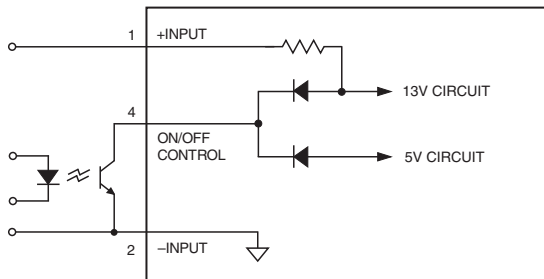 1
+INPUT
13V CIRCUIT
4
ON/OFF
CONTROL
5V CIRCUIT
2
–INPUT